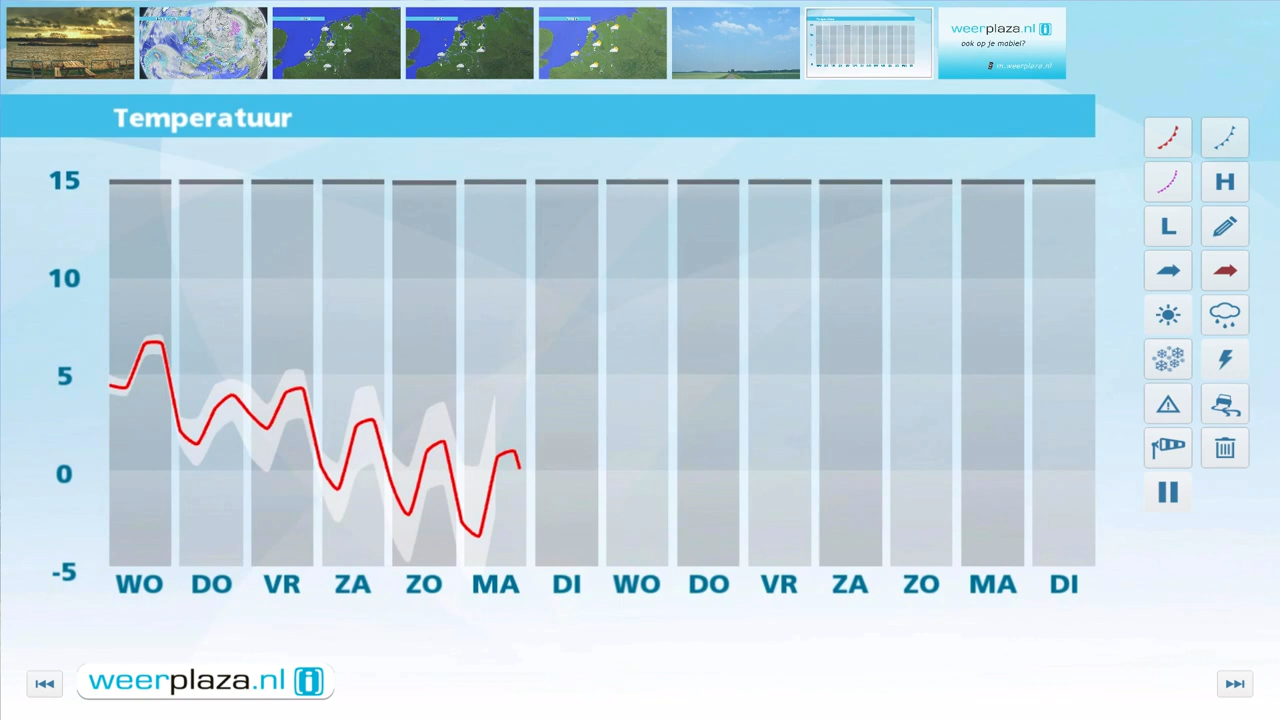 weerplaza.nl i
ook op je mobiel?
m.weerplaza.nl
Temperatuur
15
10
5
0
-5
H
L
WO DO VR ZA ZO MA DI WO DO VR ZA ZO MA DI
weerplaza.nl i